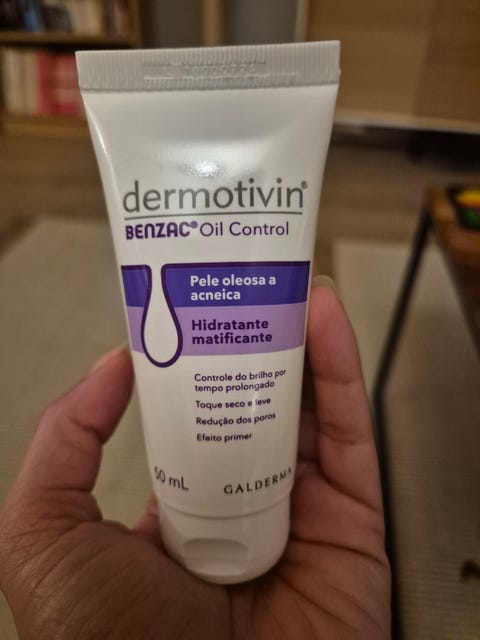 dermotivin®
BENZAC® Oil Control
Pele oleosa a
acneica
Hidratante
matificante
Controle do brilho por
tempo prolongado
Toque seco e leve
Redução dos poros
Efeito primer
50 mL
GALDERMA